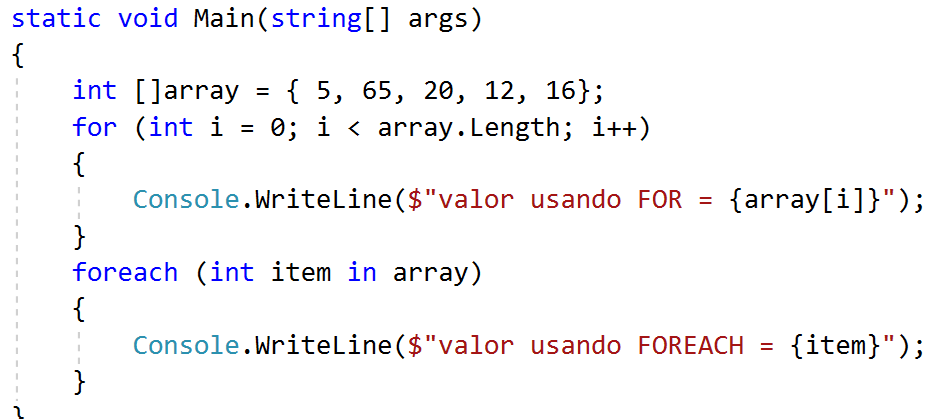 static void Main(string[] args)
{
    int []array = { 5, 65, 20, 12, 16};
    for (int i = 0; i < array.Length; i++)
    {
        Console.WriteLine($"valor usando FOR = {array[i]}");
    }
    foreach (int item in array)
    {
        Console.WriteLine($"valor usando FOREACH = {item}");
    }
}